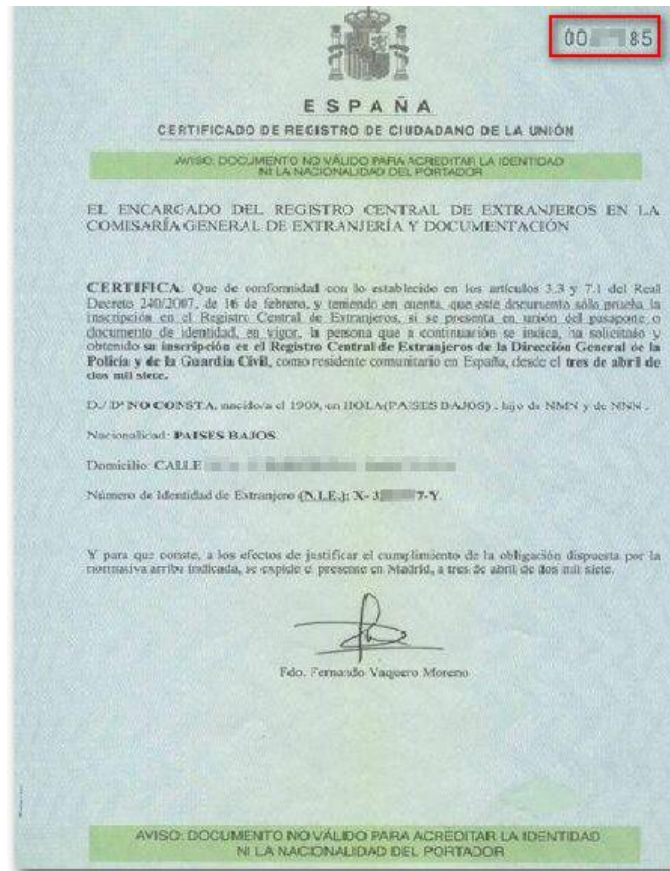 00 85
ESPAÑA
CERTIFICADO DE REGISTRO DE CIUDADANO DE LA UNIÓN
AVISO: DOCUMENTO NO VÁLIDO PARA ACREDITAR LA IDENTIDAD
NI LA NACIONALIDAD DEL PORTADOR
EL ENCARGADO DEL REGISTRO CENTRAL DE EXTRANJEROS EN LA
COMISARÍA GENERAL DE EXTRANJERÍA Y DOCUMENTACIÓN
CERTIFICA: Que de conformidad con lo establecido en los artículos 3.3 y 7.1 del Real
Decreto 240/2007, de 16 de febrero, y teniendo en cuenta, que este documento sólo prueba la
inscripción en el Registro Central de Extranjeros, si se presenta en unión del pasaporte o
documento de identidad, en vigor, la persona que a continuación se indica, ha solicitado y
obtenido su inscripción en el Registro Central de Extranjeros de la Dirección General de la
Policía y de la Guardia Civil, como residente comunitario en España, desde el tres de abril de
dos mil siete.
D./ Dª NO CONSTA, nacido/a el 1900, en HOLA(PAISES BAJOS) , hijo de NMN y de NNN .
Nacionalidad: PAISES BAJOS
Domicilio: CALLE
Número de Identidad de Extranjero (N.I.E.): X- 3 7-Y.
Y para que conste, a los efectos de justificar el cumplimiento de la obligación dispuesta por la
normativa arriba indicada, se expide el presente en Madrid, a tres de abril de dos mil siete.
Fdo. Fernando Vaquero Moreno
AVISO: DOCUMENTO NO VÁLIDO PARA ACREDITAR LA IDENTIDAD
NI LA NACIONALIDAD DEL PORTADOR